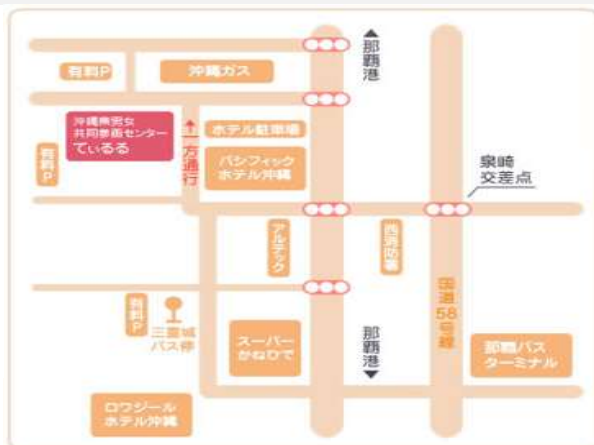 有料P
沖縄ガス
那覇港
沖縄県男女
共同参画センター
てぃるる
一方通行
ホテル駐車場
パシフィック
ホテル沖縄
有料P
泉崎
交差点
アルテック
西消防署
国道58号線
有料P
三重城
バス停
スーパー
かねひで
那覇港
那覇バス
ターミナル
ロワジール
ホテル沖縄